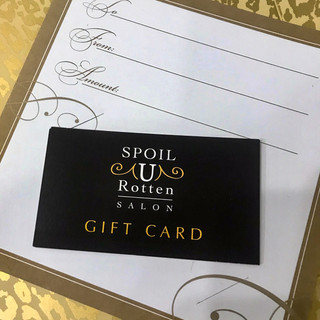 To
From:
Amount:
SPOIL
U
Rotten
SALON
GIFT CARD